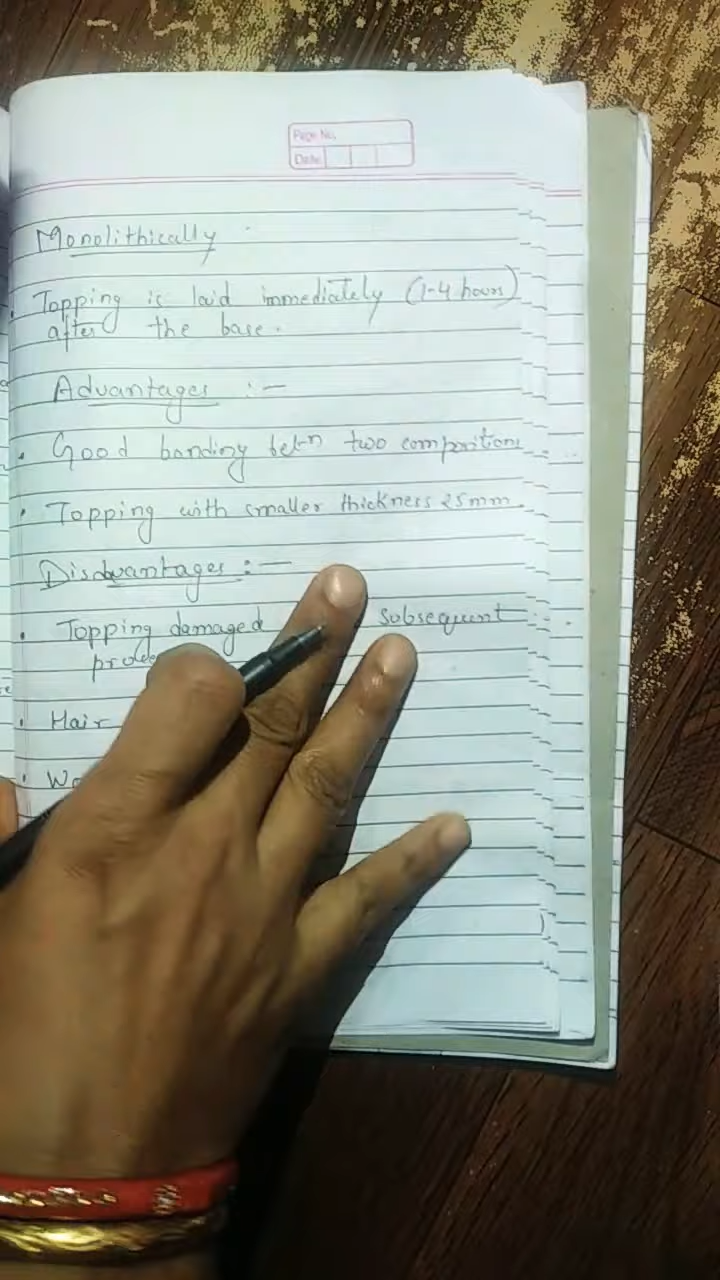 Page No.
Date
Monolithically
Topping is laid immediately (1-4 hours)
after the base.
Advantages :-
• Good bonding betn two compositions
• Topping with smaller thickness 25mm.
Disdvantages :-
• Topping damaged subsequent
• Hair